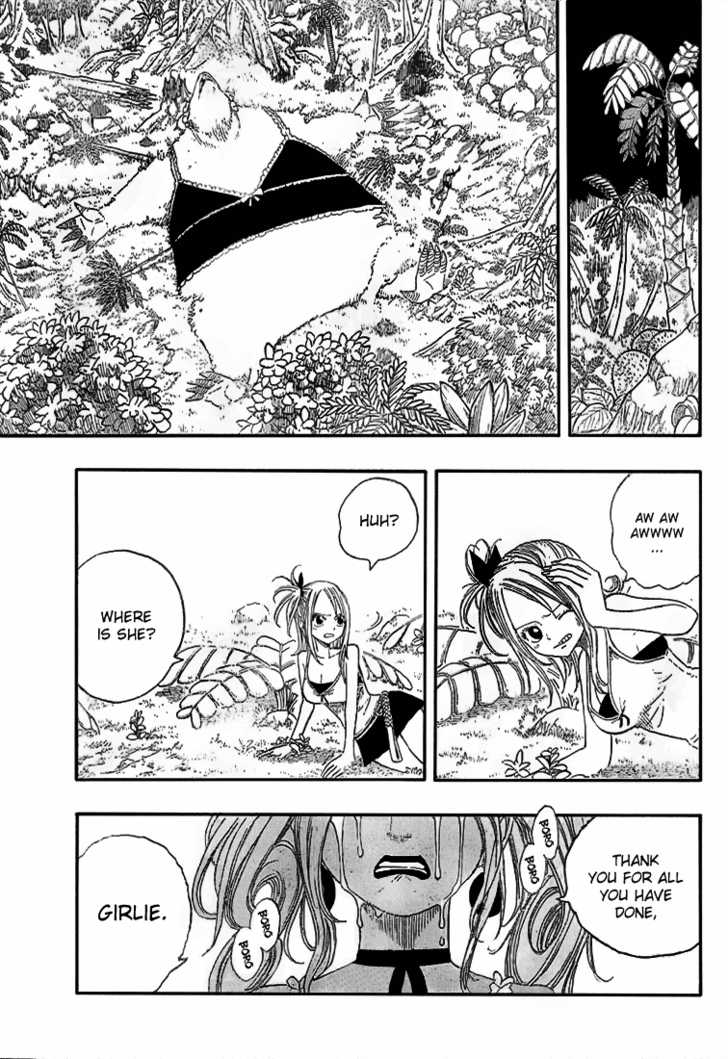 AW AW
AWWWW
...
HUH?
WHERE
IS SHE?
THANK
YOU FOR ALL
YOU HAVE
DONE,
BORO
BORO
BORO
BORO
GIRLIE.